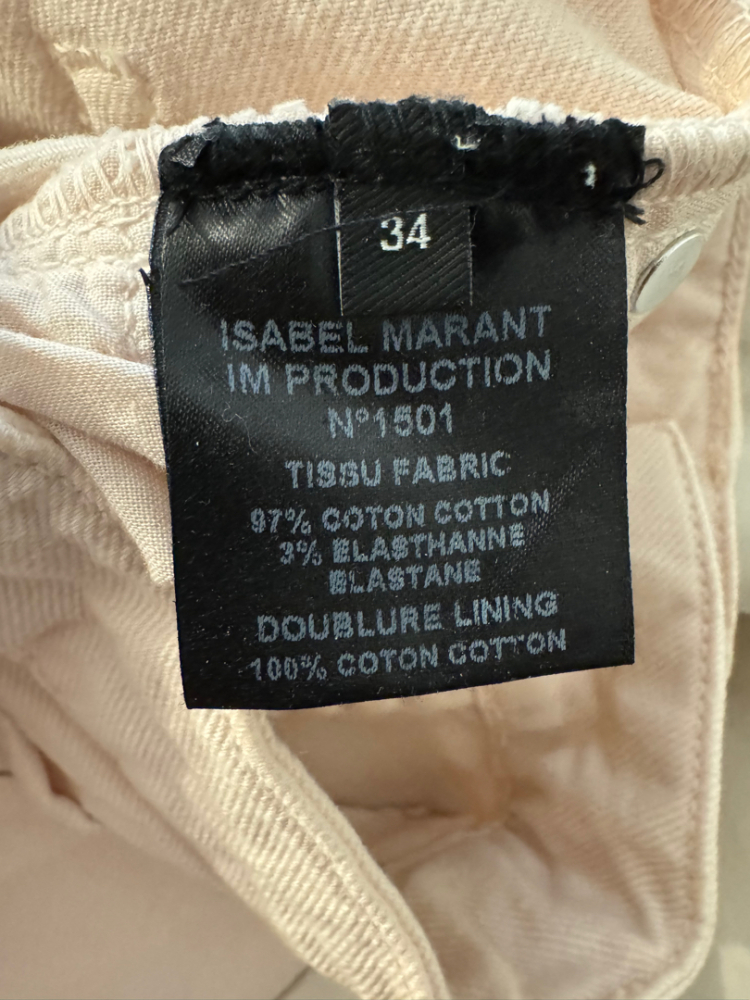 34
ISABEL MARANT
IM PRODUCTION
N°1501
TISSU FABRIC
97% COTON COTTON
3% ELASTHANNE
ELASTANE
DOUBLURE LINING
100% COTON COTTON